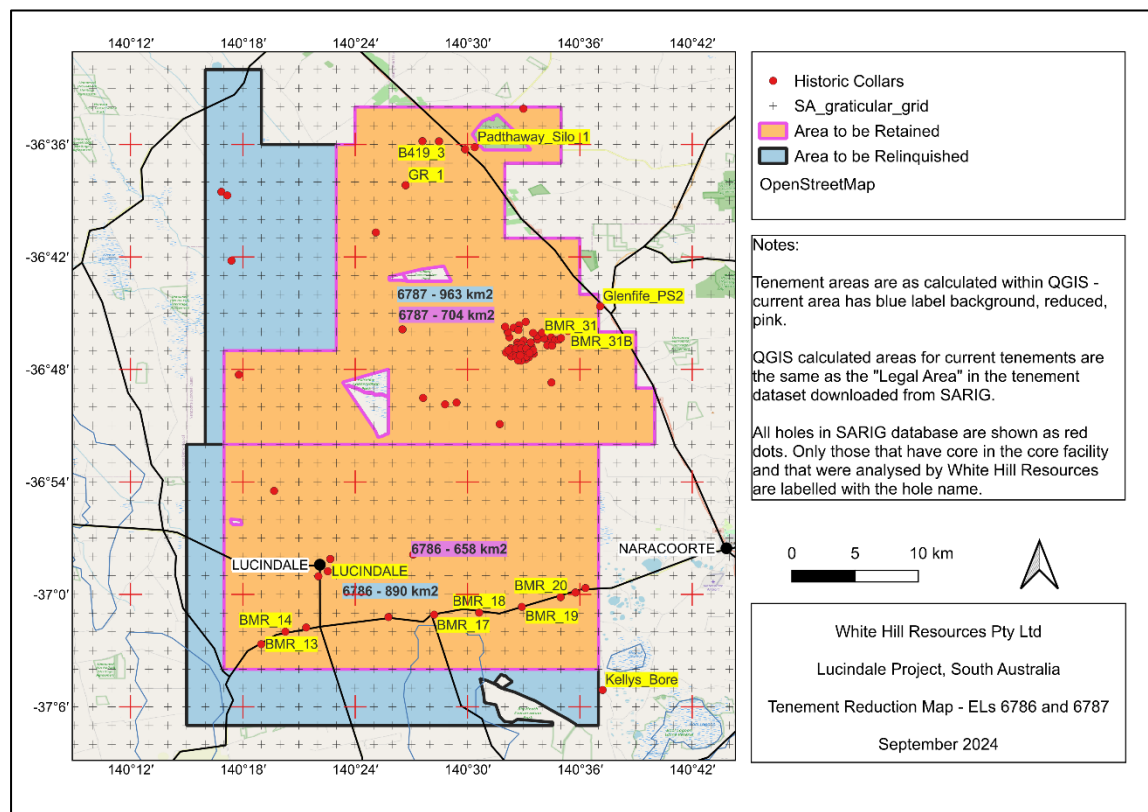 140°12' 140°18' 140°24' 140°30' 140°36' 140°42'
-36°36'
-36°42'
-36°48'
-36°54'
-37°0'
-37°6'
Padthaway_Silo_1
B419_3
GR_1
6787 - 963 km2
6787 - 704 km2
Glenfife_PS2
BMR_31
BMR_31B
6786 - 658 km2
NARACOORTE
LUCINDALE
LUCINDALE
6786 - 890 km2
BMR_20
BMR_18
BMR_19
BMR_14
BMR_17
BMR_13
Kellys_Bore
140°12' 140°18' 140°24' 140°30' 140°36' 140°42'
Historic Collars
SA_graticular_grid
Area to be Retained
Area to be Relinquished
OpenStreetMap
Notes:
Tenement areas are as calculated within QGIS -
current area has blue label background, reduced,
pink.
QGIS calculated areas for current tenements are
the same as the "Legal Area" in the tenement
dataset downloaded from SARIG.
All holes in SARIG database are shown as red
dots. Only those that have core in the core facility
and that were analysed by White Hill Resources
are labelled with the hole name.
0 5 10 km
White Hill Resources Pty Ltd
Lucindale Project, South Australia
Tenement Reduction Map - ELs 6786 and 6787
September 2024